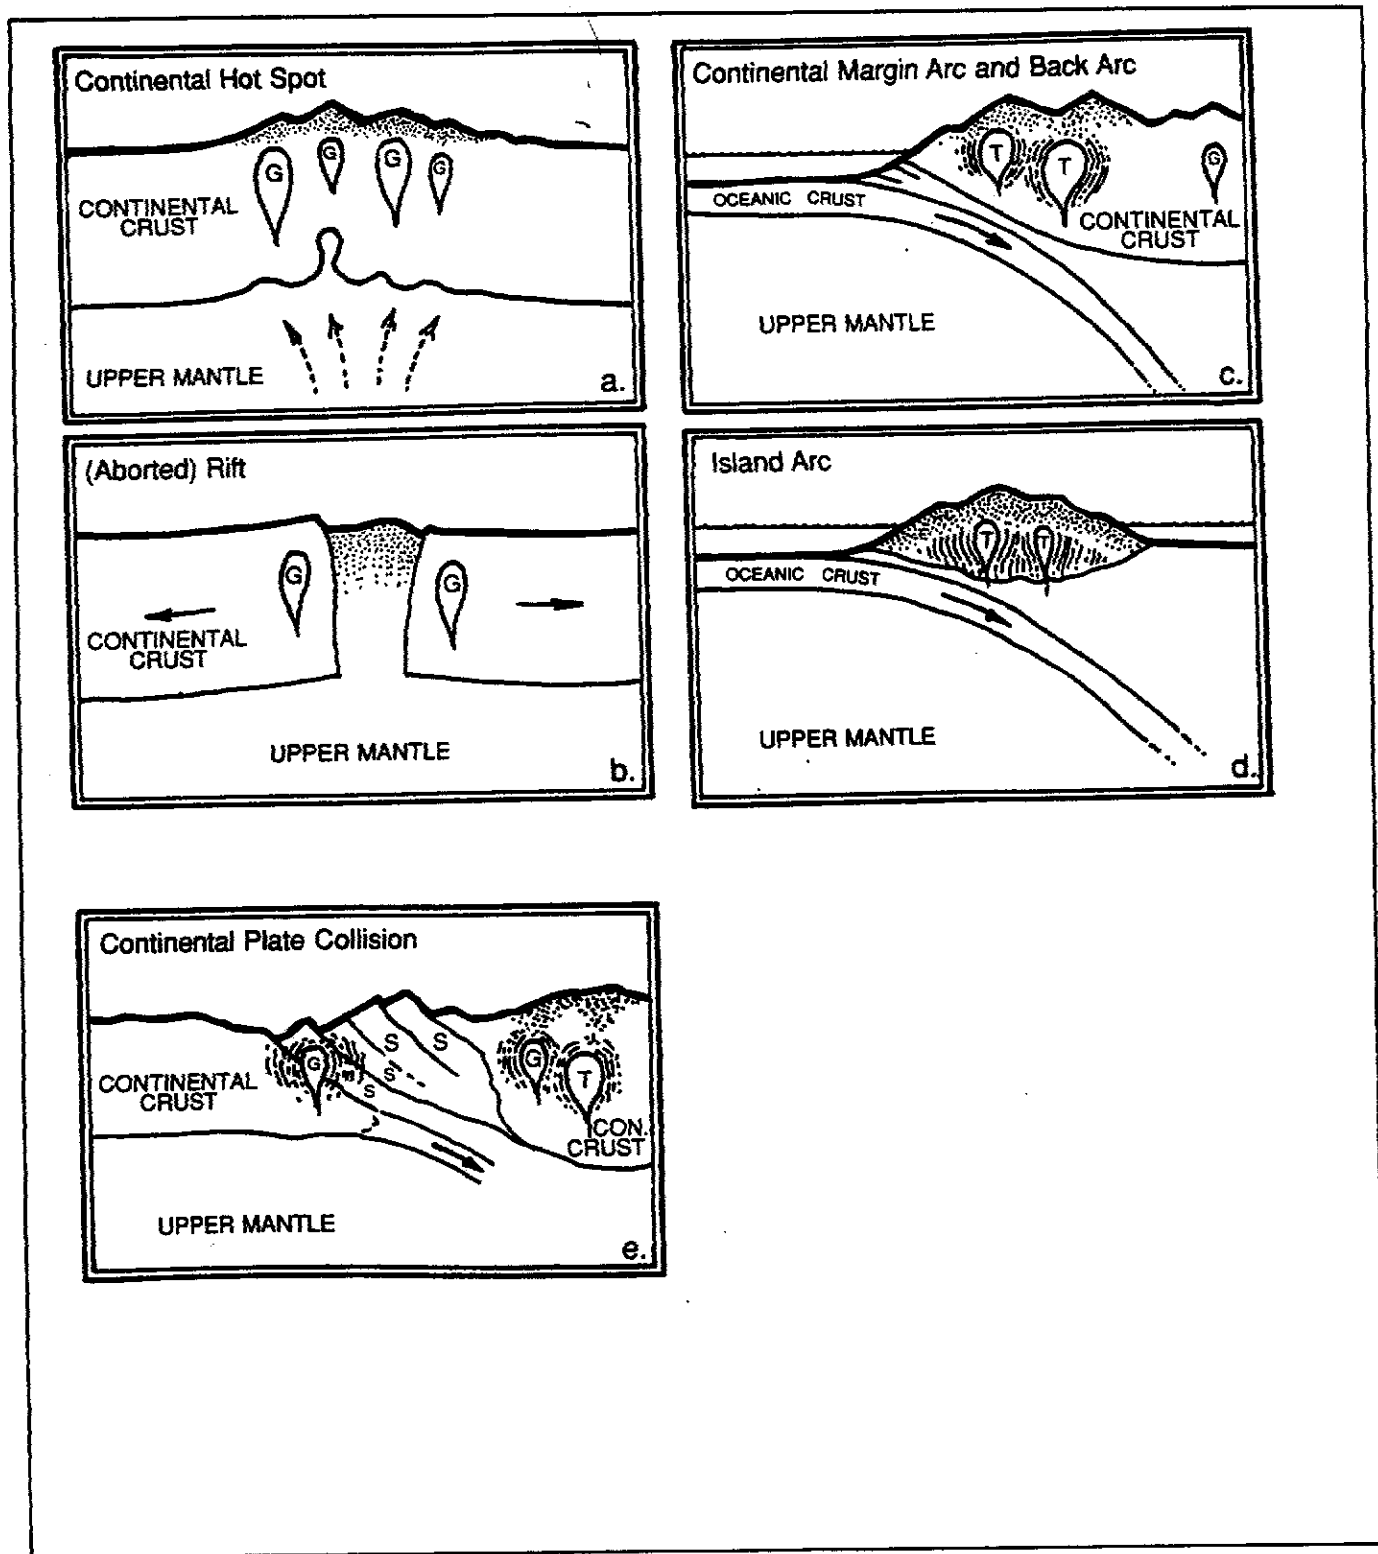 Continental Hot Spot
G
G
G
G
CONTINENTAL
CRUST
UPPER MANTLE
a.
Continental Margin Arc and Back Arc
T
T
G
OCEANIC CRUST
CONTINENTAL
CRUST
UPPER MANTLE
c.
(Aborted) Rift
G
G
CONTINENTAL
CRUST
UPPER MANTLE
b.
Island Arc
T
T
OCEANIC CRUST
UPPER MANTLE
d.
Continental Plate Collision
S
S
G
S
S
G
T
CONTINENTAL
CRUST
CON.
CRUST
UPPER MANTLE
e.